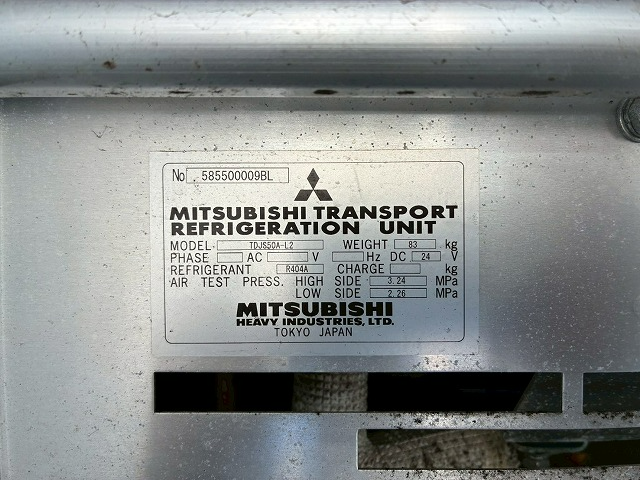 No. 585500009BL
MITSUBISHI TRANSPORT
REFRIGERATION UNIT
MODEL TDJS50A-L2 WEIGHT 83 kg
PHASE AC V Hz DC 24 V
REFRIGERANT R404A CHARGE kg
AIR TEST PRESS. HIGH SIDE 3.24 MPa
LOW SIDE 2.26 MPa
MITSUBISHI
HEAVY INDUSTRIES, LTD.
TOKYO JAPAN